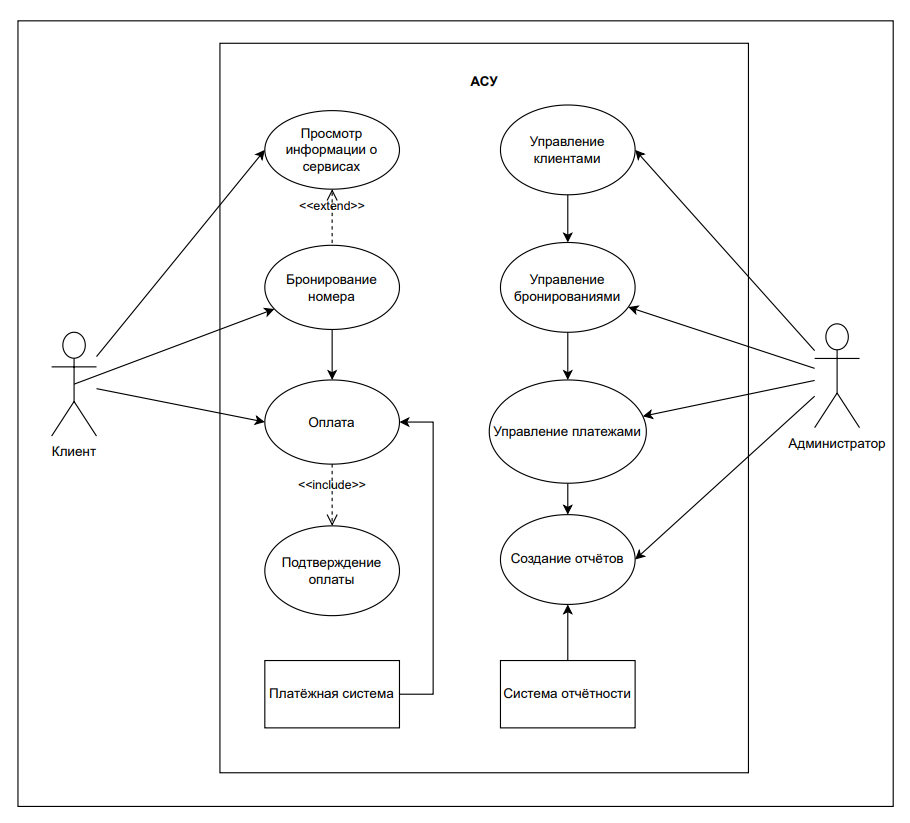 АСУ
Просмотр
информации о
сервисах
Управление
клиентами
<<extend>>
Бронирование
номера
Управление
бронированиями
Оплата
Управление платежами
Клиент
Администратор
<<include>>
Подтверждение
оплаты
Создание отчётов
Платёжная система
Система отчётности